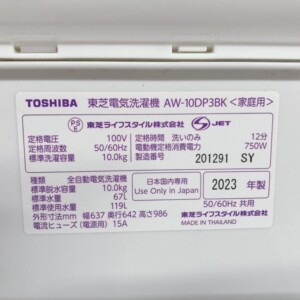 TOSHIBA 東芝電気洗濯機 AW-10DP3BK <家庭用>
PS E 東芝ライフスタイル株式会社 S JET
定格電圧 100V 定格時間 洗いのみ 12分
定格周波数 50/60Hz 電動機定格消費電力 750W
標準洗濯容量 10.0kg 製造番号 201291 SY
種類 全自動電気洗濯機
標準脱水容量 10.0kg
標準水量 67L
標準使用水量 119L
外形寸法mm 幅637 奥行642 高さ986
電流ヒューズ (電源用) 15A
日本国内専用
Use Only in Japan
2023 年製
50/60Hz 共用
東芝ライフスタイル株式会社
MADE IN THAILAND